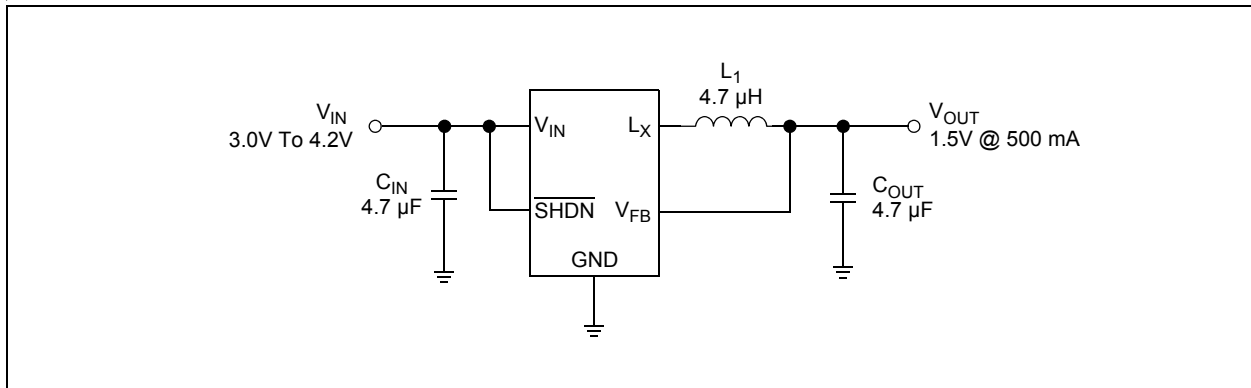 L1
4.7 µH
VIN
3.0V To 4.2V
VIN
LX
VOUT
1.5V @ 500 mA
CIN
4.7 µF
SHDN
VFB
COUT
4.7 µF
GND